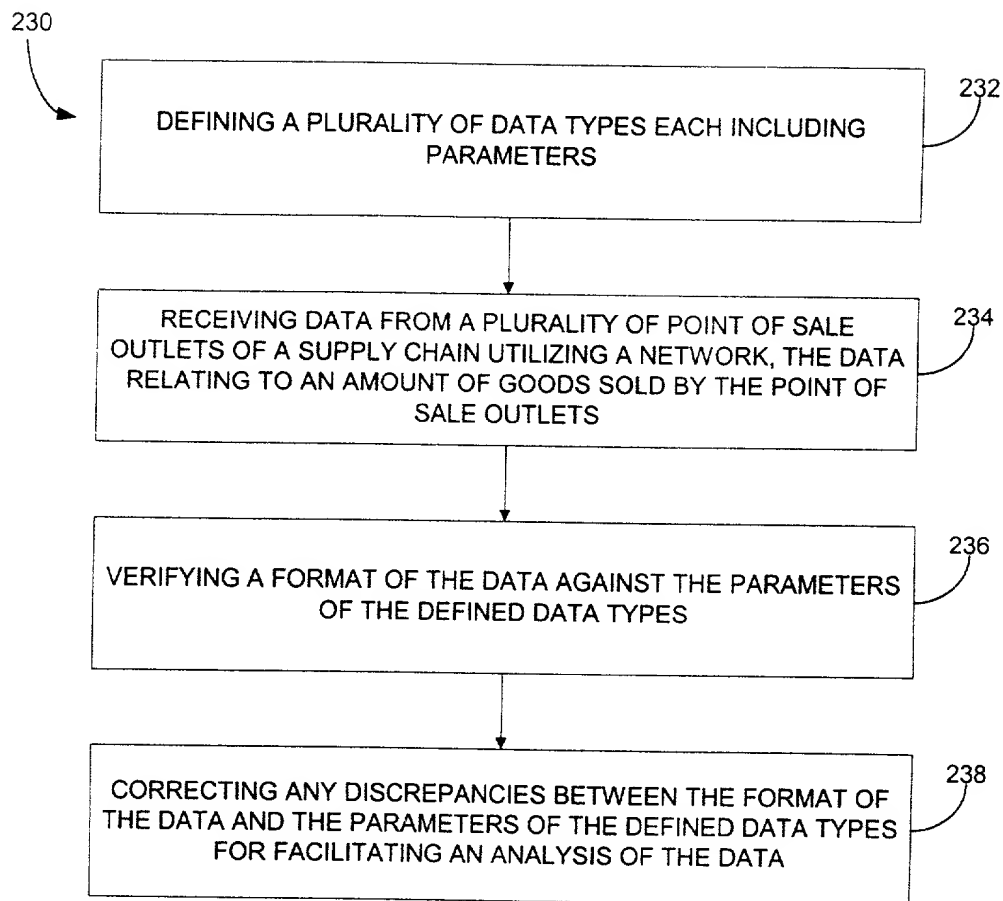 230
232
DEFINING A PLURALITY OF DATA TYPES EACH INCLUDING
PARAMETERS
234
RECEIVING DATA FROM A PLURALITY OF POINT OF SALE
OUTLETS OF A SUPPLY CHAIN UTILIZING A NETWORK, THE DATA
RELATING TO AN AMOUNT OF GOODS SOLD BY THE POINT OF
SALE OUTLETS
236
VERIFYING A FORMAT OF THE DATA AGAINST THE PARAMETERS
OF THE DEFINED DATA TYPES
238
CORRECTING ANY DISCREPANCIES BETWEEN THE FORMAT OF
THE DATA AND THE PARAMETERS OF THE DEFINED DATA TYPES
FOR FACILITATING AN ANALYSIS OF THE DATA